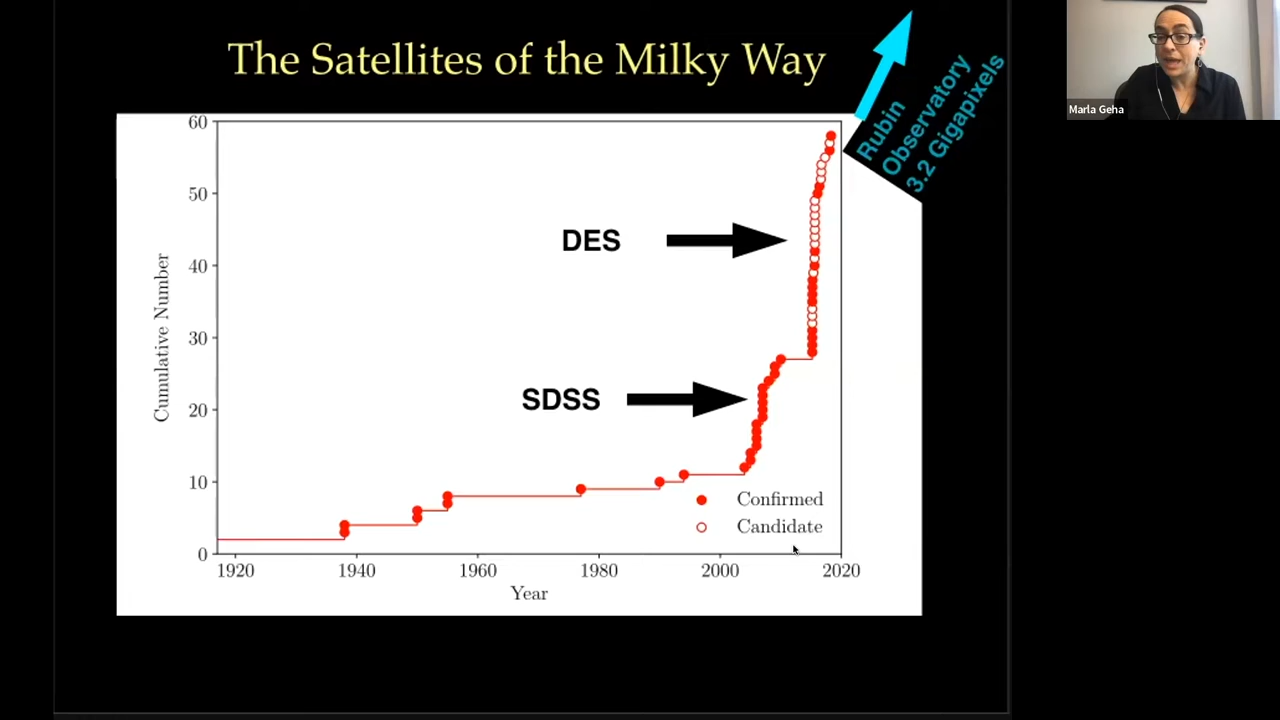 The Satellites of the Milky Way
Rubin
Observatory
3.2 Gigapixels
Marla Geha
60
50
40
30
20
10
0
Cumulative Number
DES
SDSS
Confirmed
Candidate
1920 1940 1960 1980 2000 2020
Year